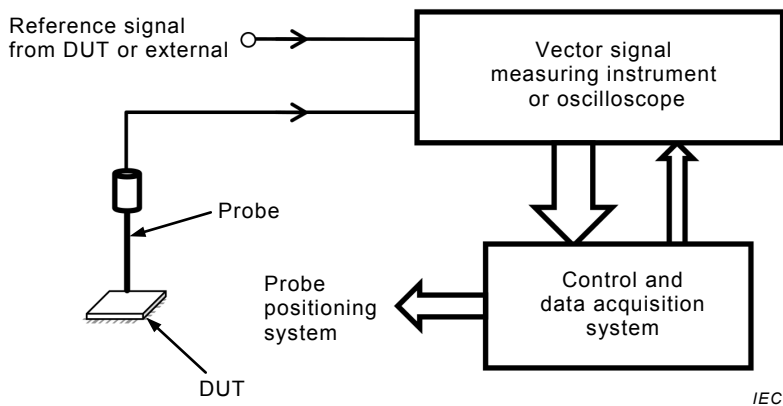 Reference signal
from DUT or external
Vector signal
measuring instrument
or oscilloscope
Probe
Probe
positioning
system
Control and
data acquisition
system
DUT
IEC